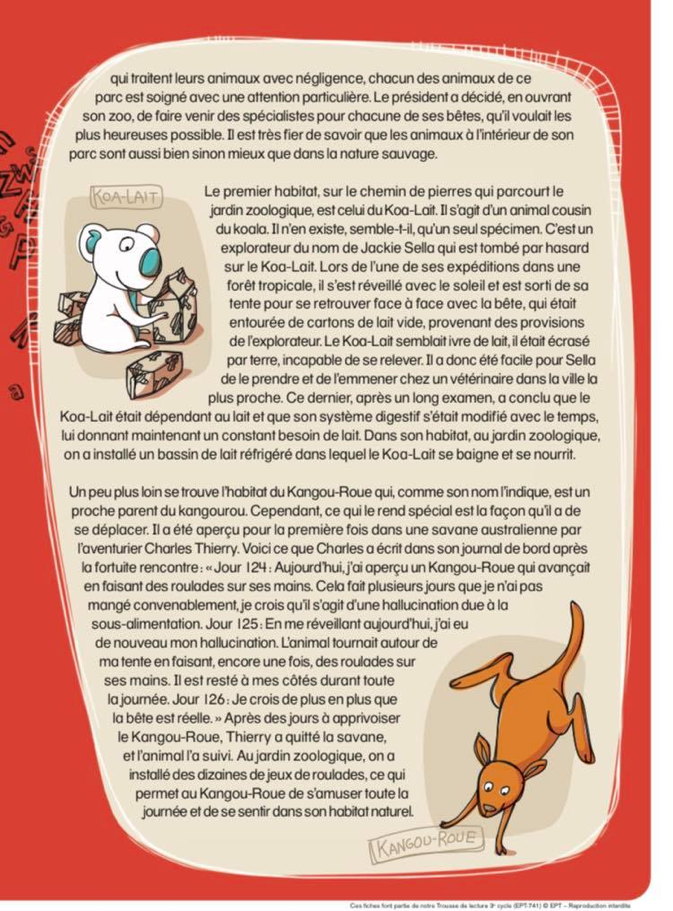 qui traitent leurs animaux avec négligence, chacun des animaux de ce
parc est soigné avec une attention particulière. Le président a décidé, en ouvrant
son zoo, de faire venir des spécialistes pour chacune de ses bêtes, qu'il voulait les
plus heureuses possible. Il est très fier de savoir que les animaux à l'intérieur de son
parc sont aussi bien sinon mieux que dans la nature sauvage.
KOA-LAIT
Le premier habitat, sur le chemin de pierres qui parcourt le
jardin zoologique, est celui du Koa-Lait. Il s'agit d'un animal cousin
du koala. Il n'en existe, semble-t-il, qu'un seul spécimen. C'est un
explorateur du nom de Jackie Sella qui est tombé par hasard
sur le Koa-Lait. Lors de l'une de ses expéditions dans une
forêt tropicale, il s'est réveillé avec le soleil et est sorti de sa
tente pour se retrouver face à face avec la bête, qui était
entourée de cartons de lait vide, provenant des provisions
de l'explorateur. Le Koa-Lait semblait ivre de lait, il était écrasé
par terre, incapable de se relever. Il a donc été facile pour Sella
de le prendre et de l'emmener chez un vétérinaire dans la ville la
plus proche. Ce dernier, après un long examen, a conclu que le
Koa-Lait était dépendant au lait et que son système digestif s'était modifié avec le temps,
lui donnant maintenant un constant besoin de lait. Dans son habitat, au jardin zoologique,
on a installé un bassin de lait réfrigéré dans lequel le Koa-Lait se baigne et se nourrit.
Un peu plus loin se trouve l'habitat du Kangou-Roue qui, comme son nom l'indique, est un
proche parent du kangourou. Cependant, ce qui le rend spécial est la façon qu'il a de
se déplacer. Il a été aperçu pour la première fois dans une savane australienne par
l'aventurier Charles Thierry. Voici ce que Charles a écrit dans son journal de bord après
la fortuite rencontre : « Jour 124 : Aujourd'hui, j'ai aperçu un Kangou-Roue qui avançait
en faisant des roulades sur ses mains. Cela fait plusieurs jours que je n'ai pas
mangé convenablement, je crois qu'il s'agit d'une hallucination due à la
sous-alimentation. Jour 125 : En me réveillant aujourd'hui, j'ai eu
de nouveau mon hallucination. L'animal tournait autour de
ma tente en faisant, encore une fois, des roulades sur
ses mains. Il est resté à mes côtés durant toute
la journée. Jour 126 : Je crois de plus en plus que
la bête est réelle. » Après des jours à apprivoiser
le Kangou-Roue, Thierry a quitté la savane,
et l'animal l'a suivi. Au jardin zoologique, on a
installé des dizaines de jeux de roulades, ce qui
permet au Kangou-Roue de s'amuser toute la
journée et de se sentir dans son habitat naturel.
KANGOU-ROUE
Ces fiches font partie de notre Trousse de lecture 3e cycle (EPT-741) © EPT – Reproduction interdite